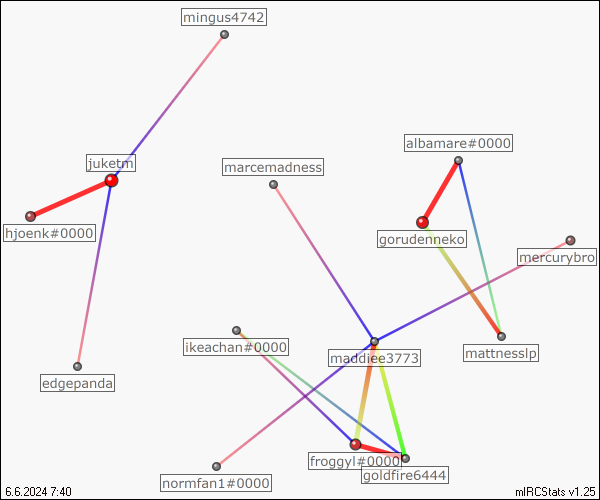 mingus4742
albamare#0000
juketm
marcemadness
hjoenk#0000
gorudenneko
mercurybro
ikeachan#0000
maddiee3773
mattnesslp
edgepanda
froggyl#0000
goldfire6444
normfan1#0000
6.6.2024 7:40
mIRCStats v1.25